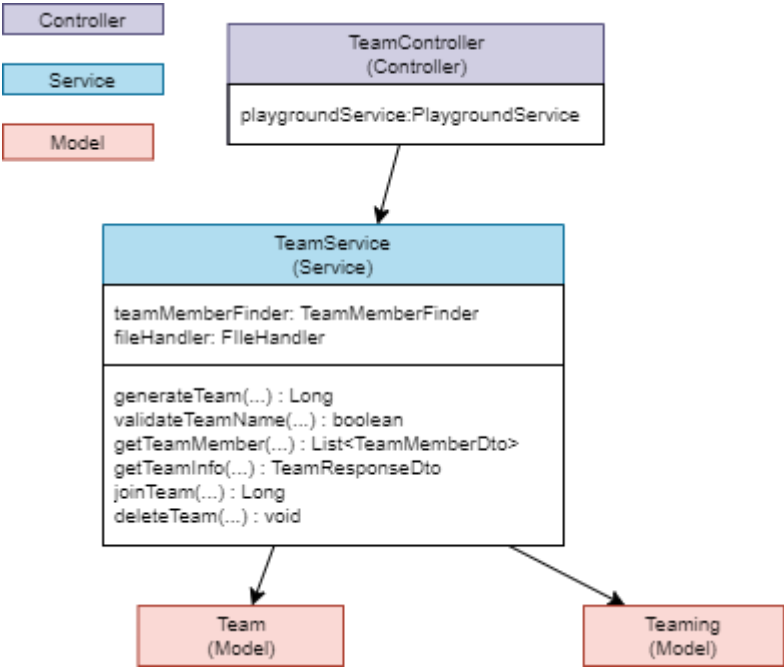 Controller
Service
Model
TeamController
(Controller)
playgroundService:PlaygroundService
TeamService
(Service)
teamMemberFinder: TeamMemberFinder
fileHandler: FIleHandler
generateTeam(...) : Long
validateTeamName(...) : boolean
getTeamMember(...) : List<TeamMemberDto>
getTeamInfo(...) : TeamResponseDto
joinTeam(...) : Long
deleteTeam(...) : void
Team
(Model)
Teaming
(Model)